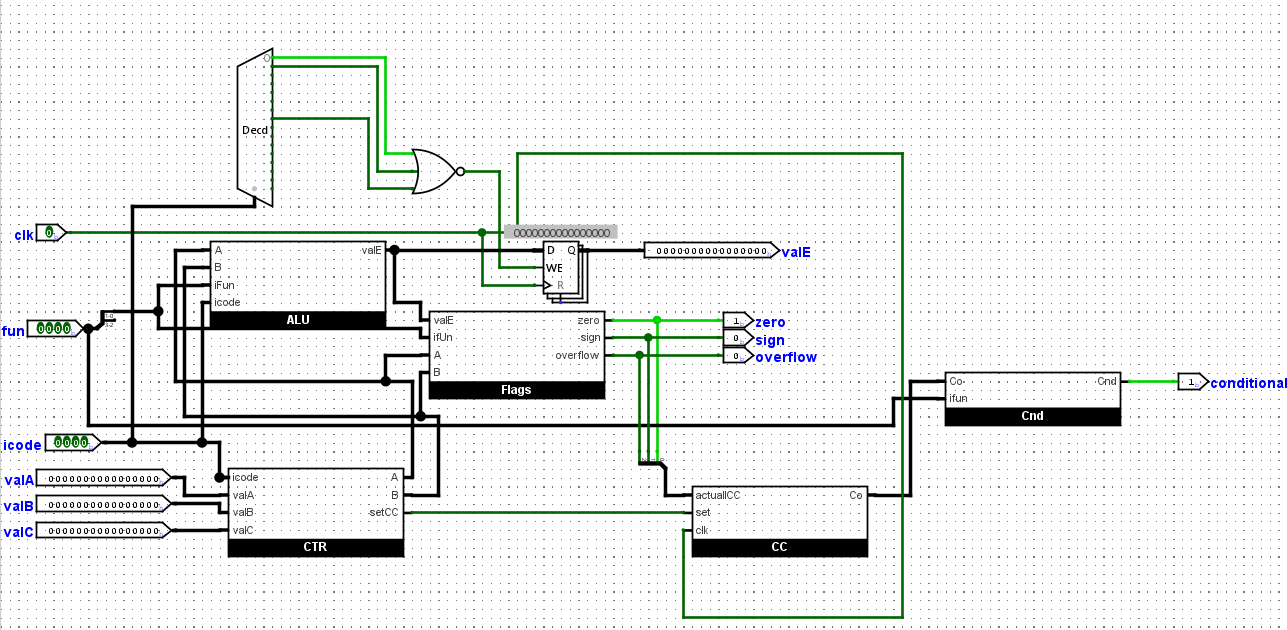 0
Decd
clk
0
0000000000000000
A
valE
B
iFun
icode
ALU
D Q
WE
R
0000000000000000
valE
fun
0000
valE
zero
ifUn
sign
A
overflow
B
Flags
1
zero
0
sign
0
overflow
Co
Cnd
ifun
Cnd
1
conditional
icode
0000
valA
0000000000000000
valB
0000000000000000
valC
0000000000000000
icode
A
valA
B
valB
setCC
valC
CTR
actuallCC
Co
set
clk
CC